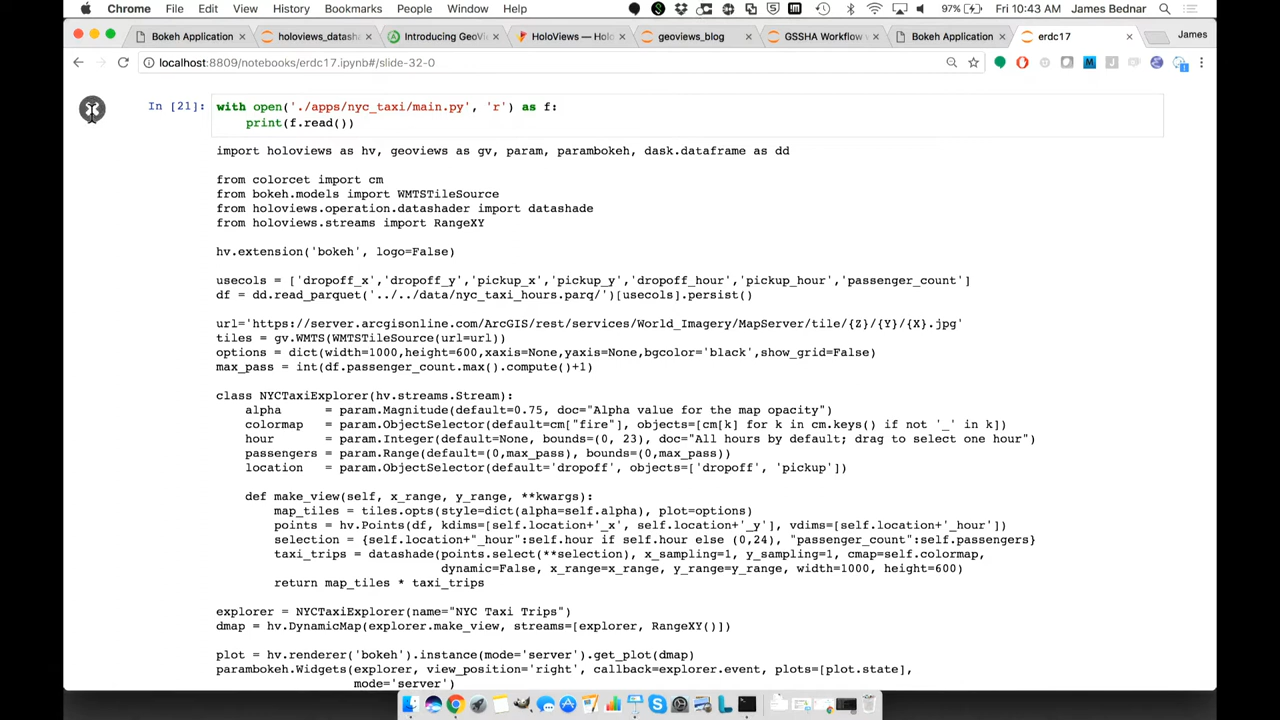 Chrome File Edit View History Bookmarks People Window Help 97% Fri 10:43 AM James Bednar
Bokeh Application holoviews_datasha Introducing GeoVi HoloViews — Hol geoviews_blog GSSHA Workflow w Bokeh Application erdc17 James
localhost:8809/notebooks/erdc17.ipynb#/slide-32-0
In [21]: with open('./apps/nyc_taxi/main.py', 'r') as f:
print(f.read())
import holoviews as hv, geoviews as gv, param, parambokeh, dask.dataframe as dd
from colorcet import cm
from bokeh.models import WMTSTileSource
from holoviews.operation.datashader import datashade
from holoviews.streams import RangeXY
hv.extension('bokeh', logo=False)
usecols = ['dropoff_x','dropoff_y','pickup_x','pickup_y','dropoff_hour','pickup_hour','passenger_count']
df = dd.read_parquet('../../data/nyc_taxi_hours.parq/')[usecols].persist()
url='https://server.arcgisonline.com/ArcGIS/rest/services/World_Imagery/MapServer/tile/{Z}/{Y}/{X}.jpg'
tiles = gv.WMTS(WMTSTileSource(url=url))
options = dict(width=1000,height=600,xaxis=None,yaxis=None,bgcolor='black',show_grid=False)
max_pass = int(df.passenger_count.max().compute()+1)
class NYCTaxiExplorer(hv.streams.Stream):
alpha = param.Magnitude(default=0.75, doc="Alpha value for the map opacity")
colormap = param.ObjectSelector(default=cm["fire"], objects=[cm[k] for k in cm.keys() if not '_' in k])
hour = param.Integer(default=None, bounds=(0, 23), doc="All hours by default; drag to select one hour")
passengers = param.Range(default=(0,max_pass), bounds=(0,max_pass))
location = param.ObjectSelector(default='dropoff', objects=['dropoff', 'pickup'])
def make_view(self, x_range, y_range, **kwargs):
map_tiles = tiles.opts(style=dict(alpha=self.alpha), plot=options)
points = hv.Points(df, kdims=[self.location+'_x', self.location+'_y'], vdims=[self.location+'_hour'])
selection = {self.location+"_hour":self.hour if self.hour else (0,24), "passenger_count":self.passengers}
taxi_trips = datashade(points.select(**selection), x_sampling=1, y_sampling=1, cmap=self.colormap,
dynamic=False, x_range=x_range, y_range=y_range, width=1000, height=600)
return map_tiles * taxi_trips
explorer = NYCTaxiExplorer(name="NYC Taxi Trips")
dmap = hv.DynamicMap(explorer.make_view, streams=[explorer, RangeXY()])
plot = hv.renderer('bokeh').instance(mode='server').get_plot(dmap)
parambokeh.Widgets(explorer, view_position='right', callback=explorer.event, plots=[plot.state],
mode='server')